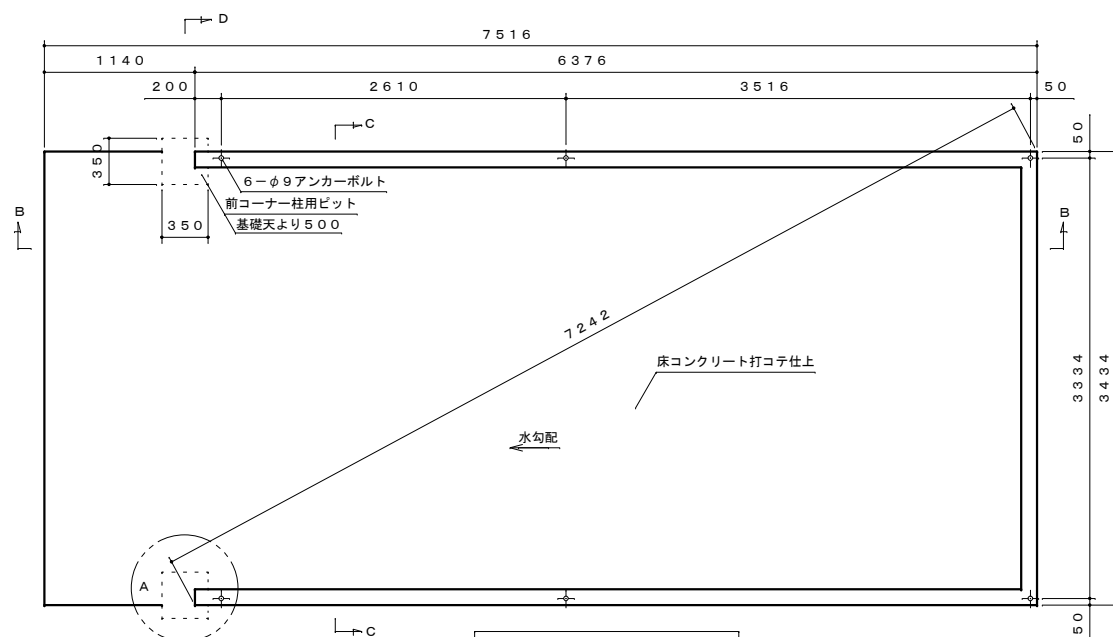 D
７５１６
１１４０
６３７６
２００
２６１０
３５１６
５０
C
５０
３５０
６－φ９アンカーボルト
前コーナー柱用ピット
基礎天より５００
３５０
B
B
７２４２
床コンクリート打コテ仕上
３３３４
３４３４
水勾配
A
C
５０